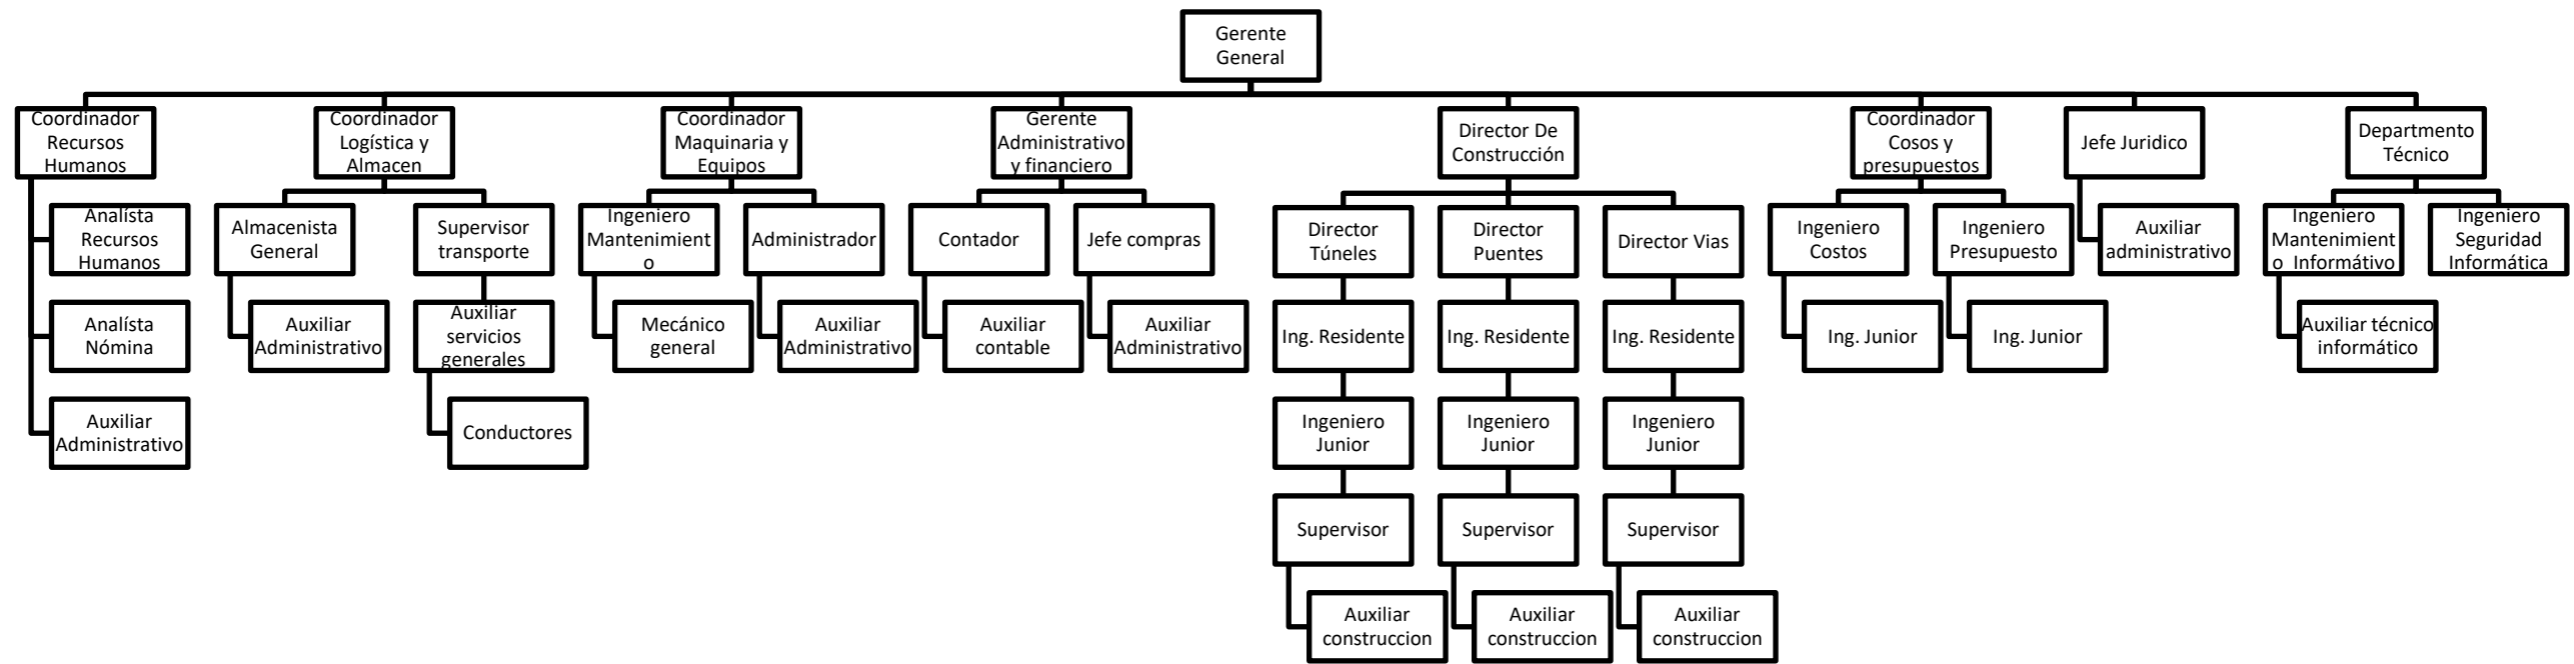 Gerente
General
Coordinador
Recursos
Humanos
Coordinador
Logística y
Almacen
Coordinador
Maquinaria y
Equipos
Gerente
Administrativo
y financiero
Director De
Construcción
Coordinador
Cosos y
presupuestos
Jefe Juridico
Departmento
Técnico
Analísta
Recursos
Humanos
Almacenista
General
Supervisor
transporte
Ingeniero
Mantenimient
o
Administrador
Contador
Jefe compras
Director
Túneles
Director
Puentes
Director Vias
Ingeniero
Costos
Ingeniero
Presupuesto
Auxiliar
administrativo
Ingeniero
Mantenimient
o Informátivo
Ingeniero
Seguridad
Informática
Analísta
Nómina
Auxiliar
Administrativo
Auxiliar
servicios
generales
Mecánico
general
Auxiliar
Administrativo
Auxiliar
contable
Auxiliar
Administrativo
Ing. Residente
Ing. Residente
Ing. Residente
Ing. Junior
Ing. Junior
Auxiliar técnico
informático
Auxiliar
Administrativo
Conductores
Ingeniero
Junior
Ingeniero
Junior
Ingeniero
Junior
Supervisor
Supervisor
Supervisor
Auxiliar
construccion
Auxiliar
construccion
Auxiliar
construccion